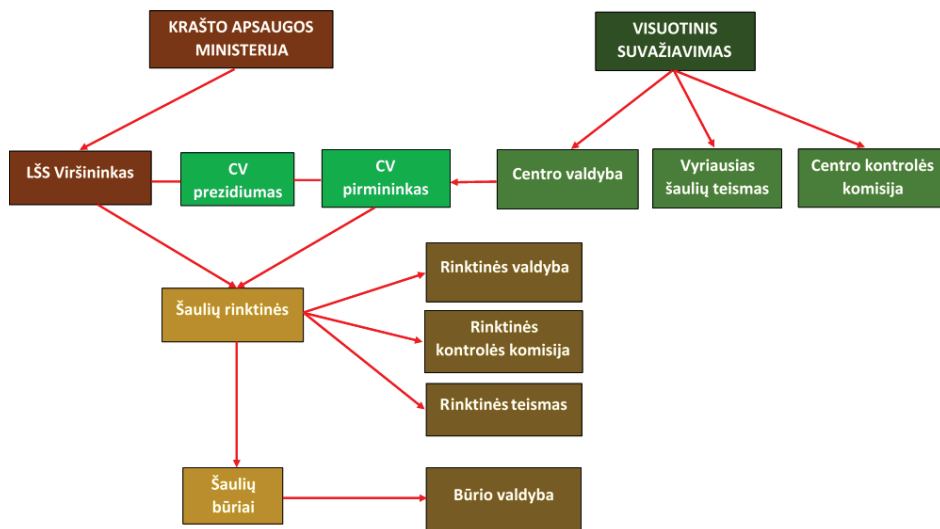 KRAŠTO APSAUGOS
MINISTERIJA
VISUOTINIS
SUVAŽIAVIMAS
LŠS Viršininkas
CV
prezidiumas
CV
pirmininkas
Centro valdyba
Vyriausias
šaulių teismas
Centro kontrolės
komisija
Šaulių rinktinės
Rinktinės valdyba
Rinktinės
kontrolės komisija
Rinktinės teismas
Šaulių
būriai
Būrio valdyba